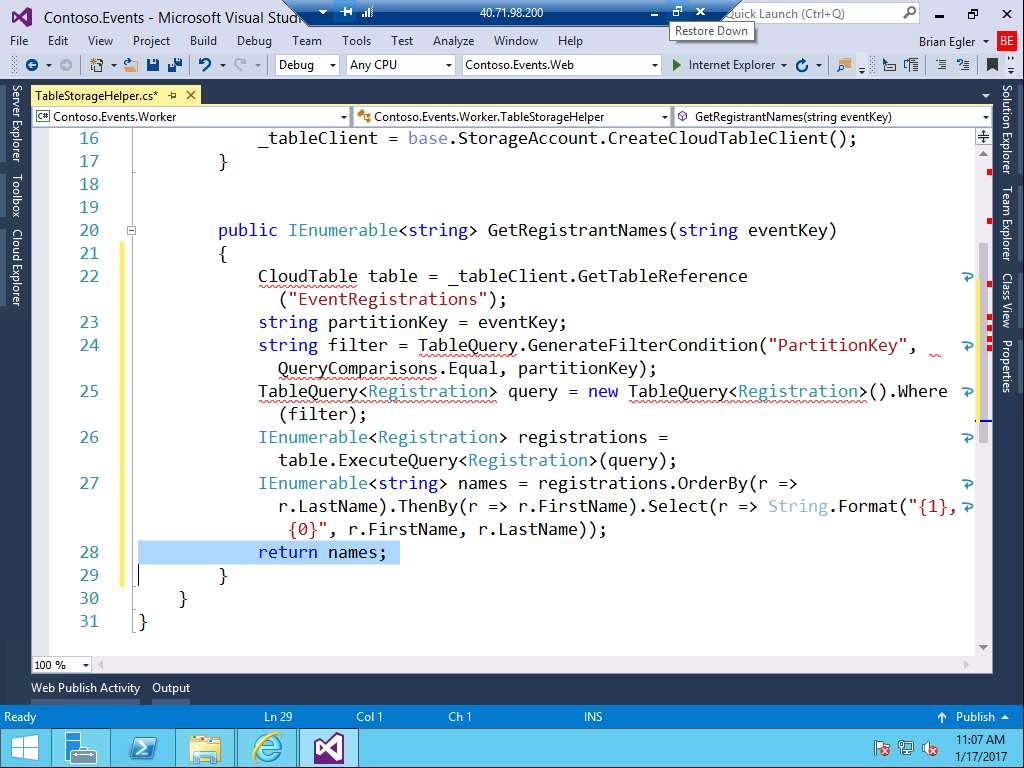 Contoso.Events - Microsoft Visual Stud
40.71.98.200
Quick Launch (Ctrl+Q)
Restore Down
File Edit View Project Build Debug Team Tools Test Analyze Window Help
Brian Egler
BE
Debug
Any CPU
Contoso.Events.Web
Internet Explorer
Server Explorer
Toolbox
Cloud Explorer
TableStorageHelper.cs*
C# Contoso.Events.Worker
Contoso.Events.Worker.TableStorageHelper
GetRegistrantNames(string eventKey)
16 _tableClient = base.StorageAccount.CreateCloudTableClient();
17 }
18
19
20 public IEnumerable<string> GetRegistrantNames(string eventKey)
21 {
22 CloudTable table = _tableClient.GetTableReference
("EventRegistrations");
23 string partitionKey = eventKey;
24 string filter = TableQuery.GenerateFilterCondition("PartitionKey",
QueryComparisons.Equal, partitionKey);
25 TableQuery<Registration> query = new TableQuery<Registration>().Where
(filter);
26 IEnumerable<Registration> registrations =
table.ExecuteQuery<Registration>(query);
27 IEnumerable<string> names = registrations.OrderBy(r =>
r.LastName).ThenBy(r => r.FirstName).Select(r => String.Format("{1},
{0}", r.FirstName, r.LastName));
28 return names;
29 }
30 }
31 }
Solution Explorer
Team Explorer
Class View
Properties
100 %
Web Publish Activity Output
Ready Ln 29 Col 1 Ch 1 INS Publish
11:07 AM
1/17/2017